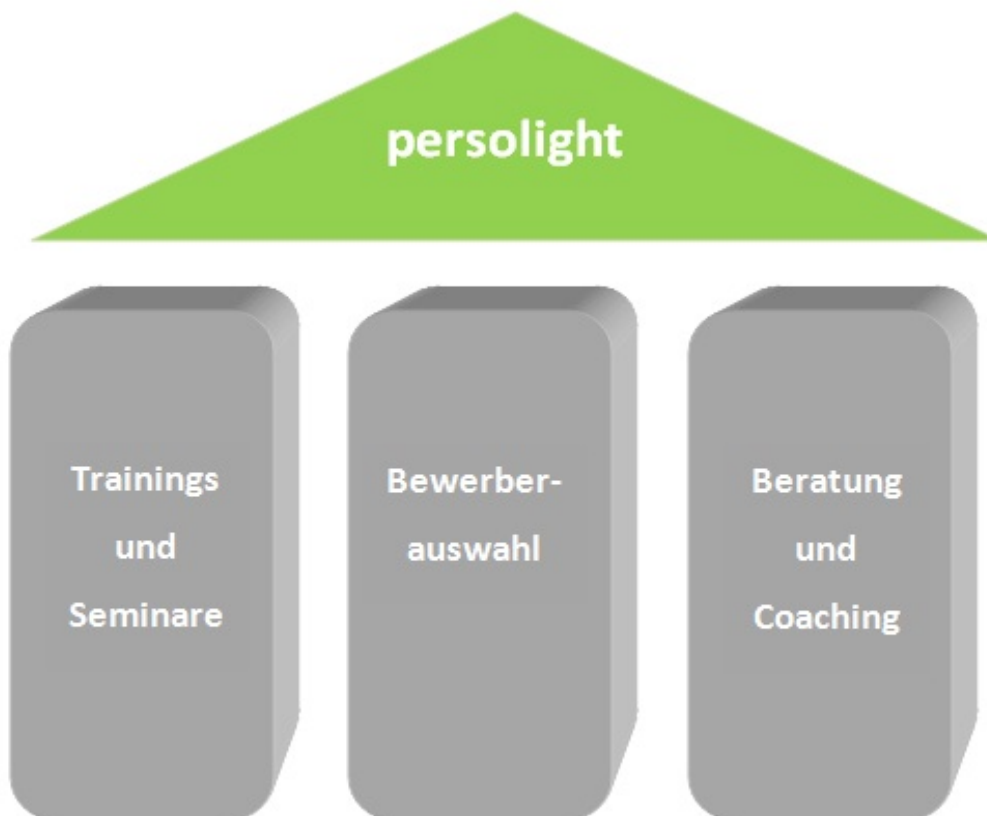 persolight
Trainings
und
Seminare
Bewerber-
auswahl
Beratung
und
Coaching